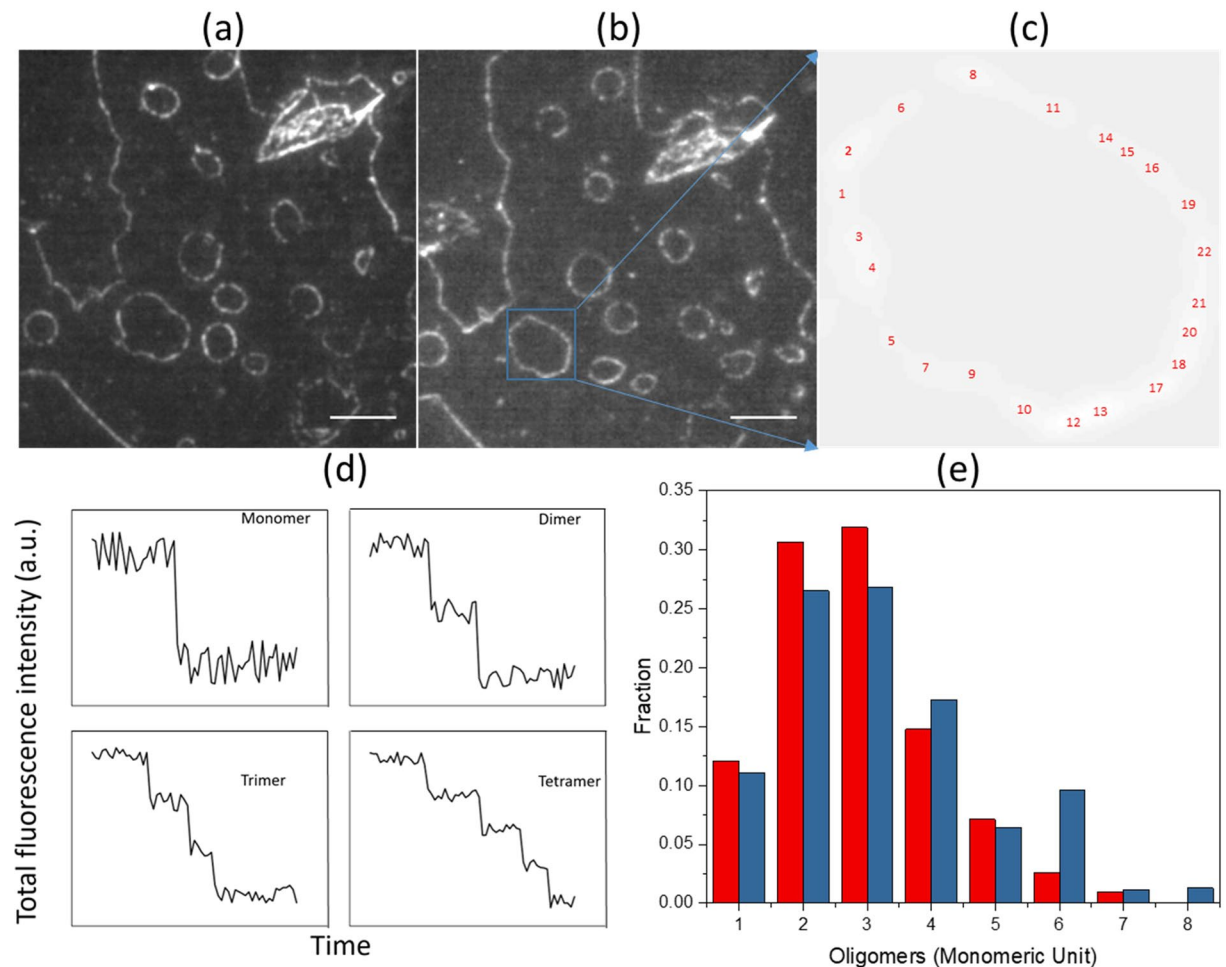 (a)
(b)
(c)
8
6
11
14
2
15
16
1
19
3
22
4
21
20
5
18
7
9
17
10
13
12
(d)
(e)
Total fluorescence intensity (a.u.)
Monomer
Dimer
Trimer
Tetramer
Time
0.35
0.30
0.25
0.20
0.15
0.10
0.05
0.00
Fraction
1 2 3 4 5 6 7 8
Oligomers (Monomeric Unit)